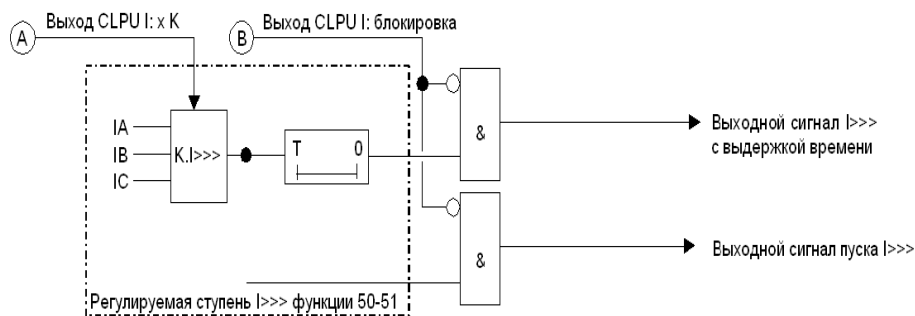 Выход CLPU I: x K
Выход CLPU I: блокировка
A
B
IA
IB
IC
K.I>>>
T 0
&
&
Выходной сигнал I>>>
с выдержкой времени
Выходной сигнал пуска I>>>
Регулируемая ступень I>>> функции 50-51